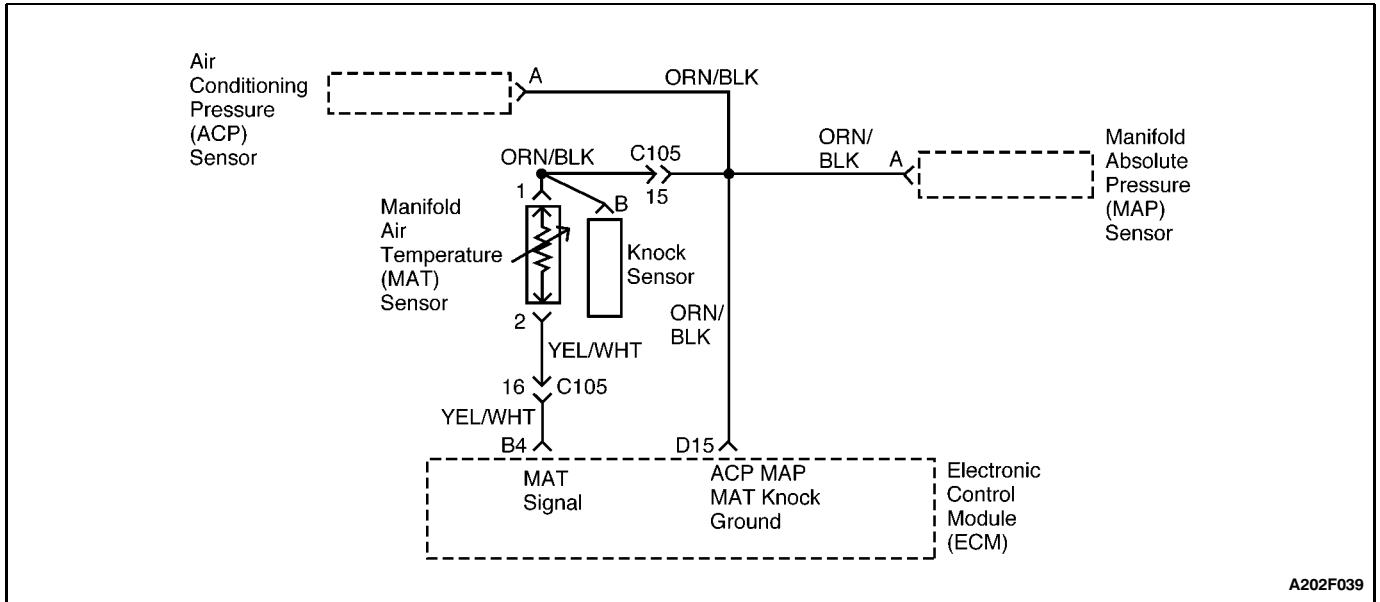 Air
Conditioning
Pressure
(ACP)
Sensor
A
ORN/BLK
ORN/BLK
C105
15
ORN/
BLK
A
Manifold
Absolute
Pressure
(MAP)
Sensor
1
B
Manifold
Air
Temperature
(MAT)
Sensor
Knock
Sensor
2
YEL/WHT
ORN/
BLK
16
C105
YEL/WHT
B4
D15
MAT
Signal
ACP MAP
MAT Knock
Ground
Electronic
Control
Module
(ECM)
A202F039